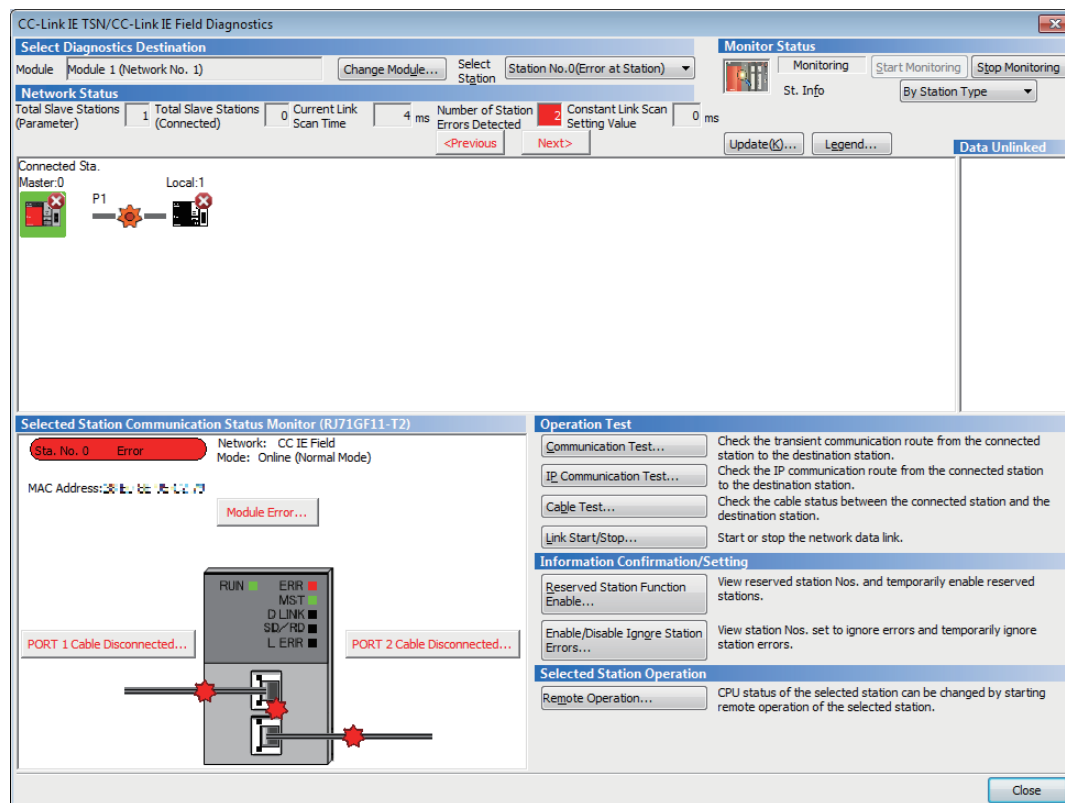 CC-Link IE TSN/CC-Link IE Field Diagnostics
Select Diagnostics Destination
Module Module 1 (Network No. 1) Change Module... Select Station Station No.0(Error at Station)
Monitor Status
Monitoring Start Monitoring Stop Monitoring
St. Info By Station Type
Network Status
Total Slave Stations (Parameter) 1 Total Slave Stations (Connected) 0 Current Link Scan Time 4 ms Number of Station Errors Detected 2 Constant Link Scan Setting Value 0 ms
<Previous Next> Update(K)... Legend...
Data Unlinked
Connected Sta.
Master:0 Local:1
P1
Selected Station Communication Status Monitor (RJ71GF11-T2)
Sta. No. 0 Error
Network: CC IE Field
Mode: Online (Normal Mode)
MAC Address:
Module Error...
RUN ERR
MST
D LINK
SD/RD
L ERR
PORT 1 Cable Disconnected... PORT 2 Cable Disconnected...
Operation Test
Communication Test... Check the transient communication route from the connected
station to the destination station.
IP Communication Test... Check the IP communication route from the connected station
to the destination station.
Cable Test... Check the cable status between the connected station and the
destination station.
Link Start/Stop... Start or stop the network data link.
Information Confirmation/Setting
Reserved Station Function Enable... View reserved station Nos. and temporarily enable reserved
stations.
Enable/Disable Ignore Station Errors... View station Nos. set to ignore errors and temporarily ignore
station errors.
Selected Station Operation
Remote Operation... CPU status of the selected station can be changed by starting
remote operation of the selected station.
Close